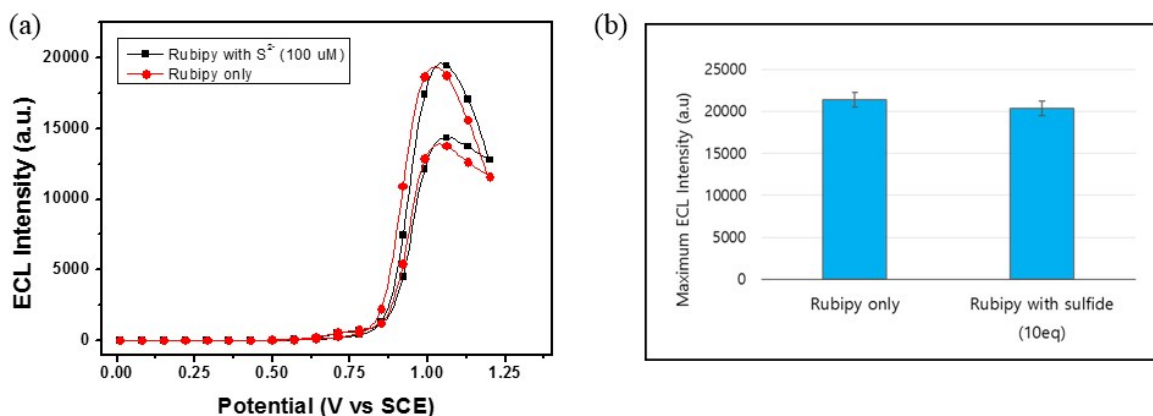 (a)
Rubipy with S²⁻ (100 uM)
Rubipy only
ECL Intensity (a.u.)
20000
15000
10000
5000
0
0.00 0.25 0.50 0.75 1.00 1.25
Potential (V vs SCE)
(b)
Maximum ECL Intensity (a.u)
25000
20000
15000
10000
5000
0
Rubipy only
Rubipy with sulfide
(10eq)